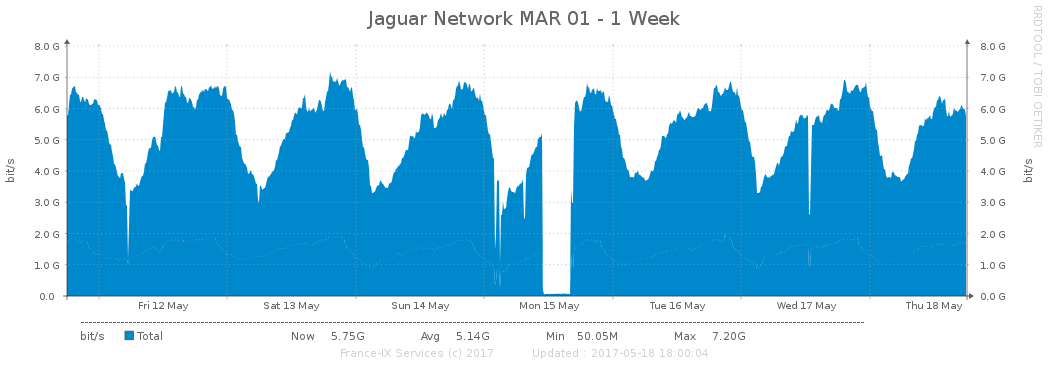 Jaguar Network MAR 01 - 1 Week
RRDTOOL / TOBI OETIKER
8.0 G 8.0 G
7.0 G 7.0 G
6.0 G 6.0 G
5.0 G 5.0 G
4.0 G 4.0 G
3.0 G 3.0 G
2.0 G 2.0 G
1.0 G 1.0 G
0.0 0.0 G
bit/s
bit/s
Fri 12 May Sat 13 May Sun 14 May Mon 15 May Tue 16 May Wed 17 May Thu 18 May
bit/s Total Now 5.75G Avg 5.14G Min 50.05M Max 7.20G
France-IX Services (c) 2017 Updated : 2017-05-18 18:00:04